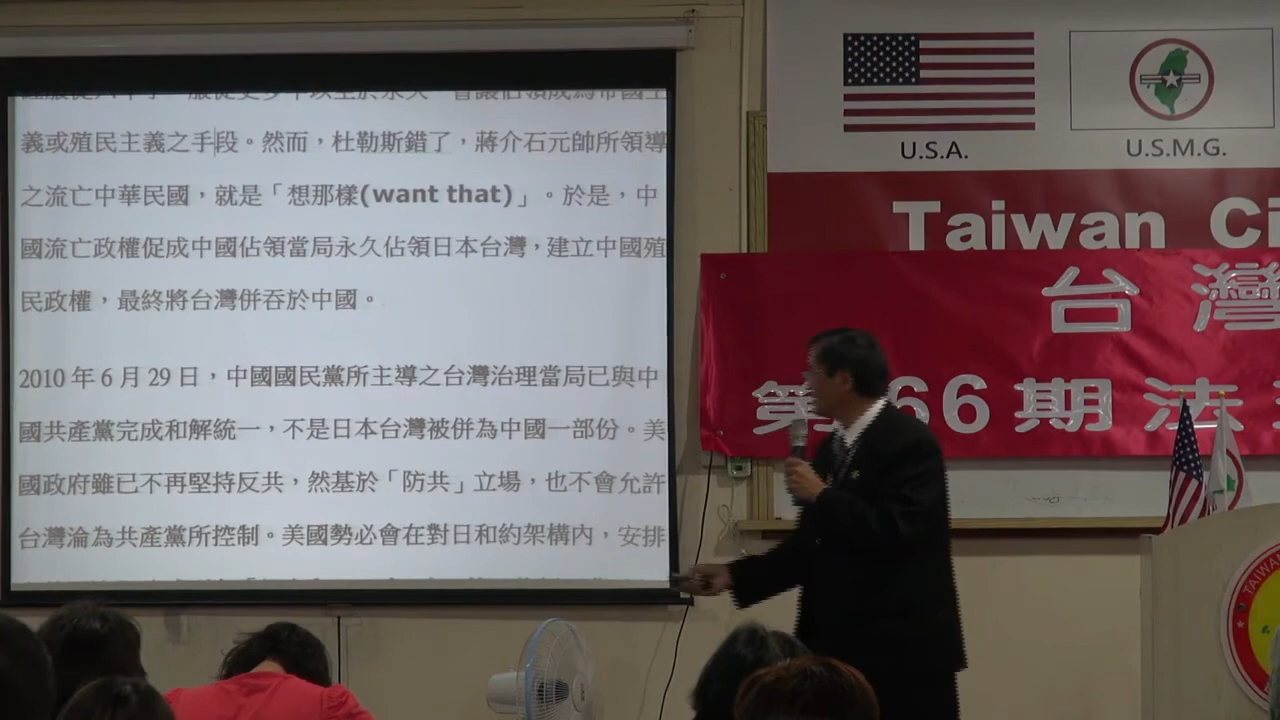 義或殖民主義之手段。然而，杜勒斯錯了，蔣介石元帥所領導
之流亡中華民國，就是「想那樣(want that)」。於是，中
國流亡政權促成中國佔領當局永久佔領日本台灣，建立中國殖
民政權，最終將台灣併吞於中國。
2010 年 6 月 29 日，中國國民黨所主導之台灣治理當局已與中
國共產黨完成和解統一，不是日本台灣被併為中國一部份。美
國政府雖已不再堅持反共，然基於「防共」立場，也不會允許
台灣淪為共產黨所控制。美國勢必會在對日和約架構內，安排
U.S.A.
U.S.M.G.
Taiwan Ci
台灣
第 66 期 法
TAIWAN